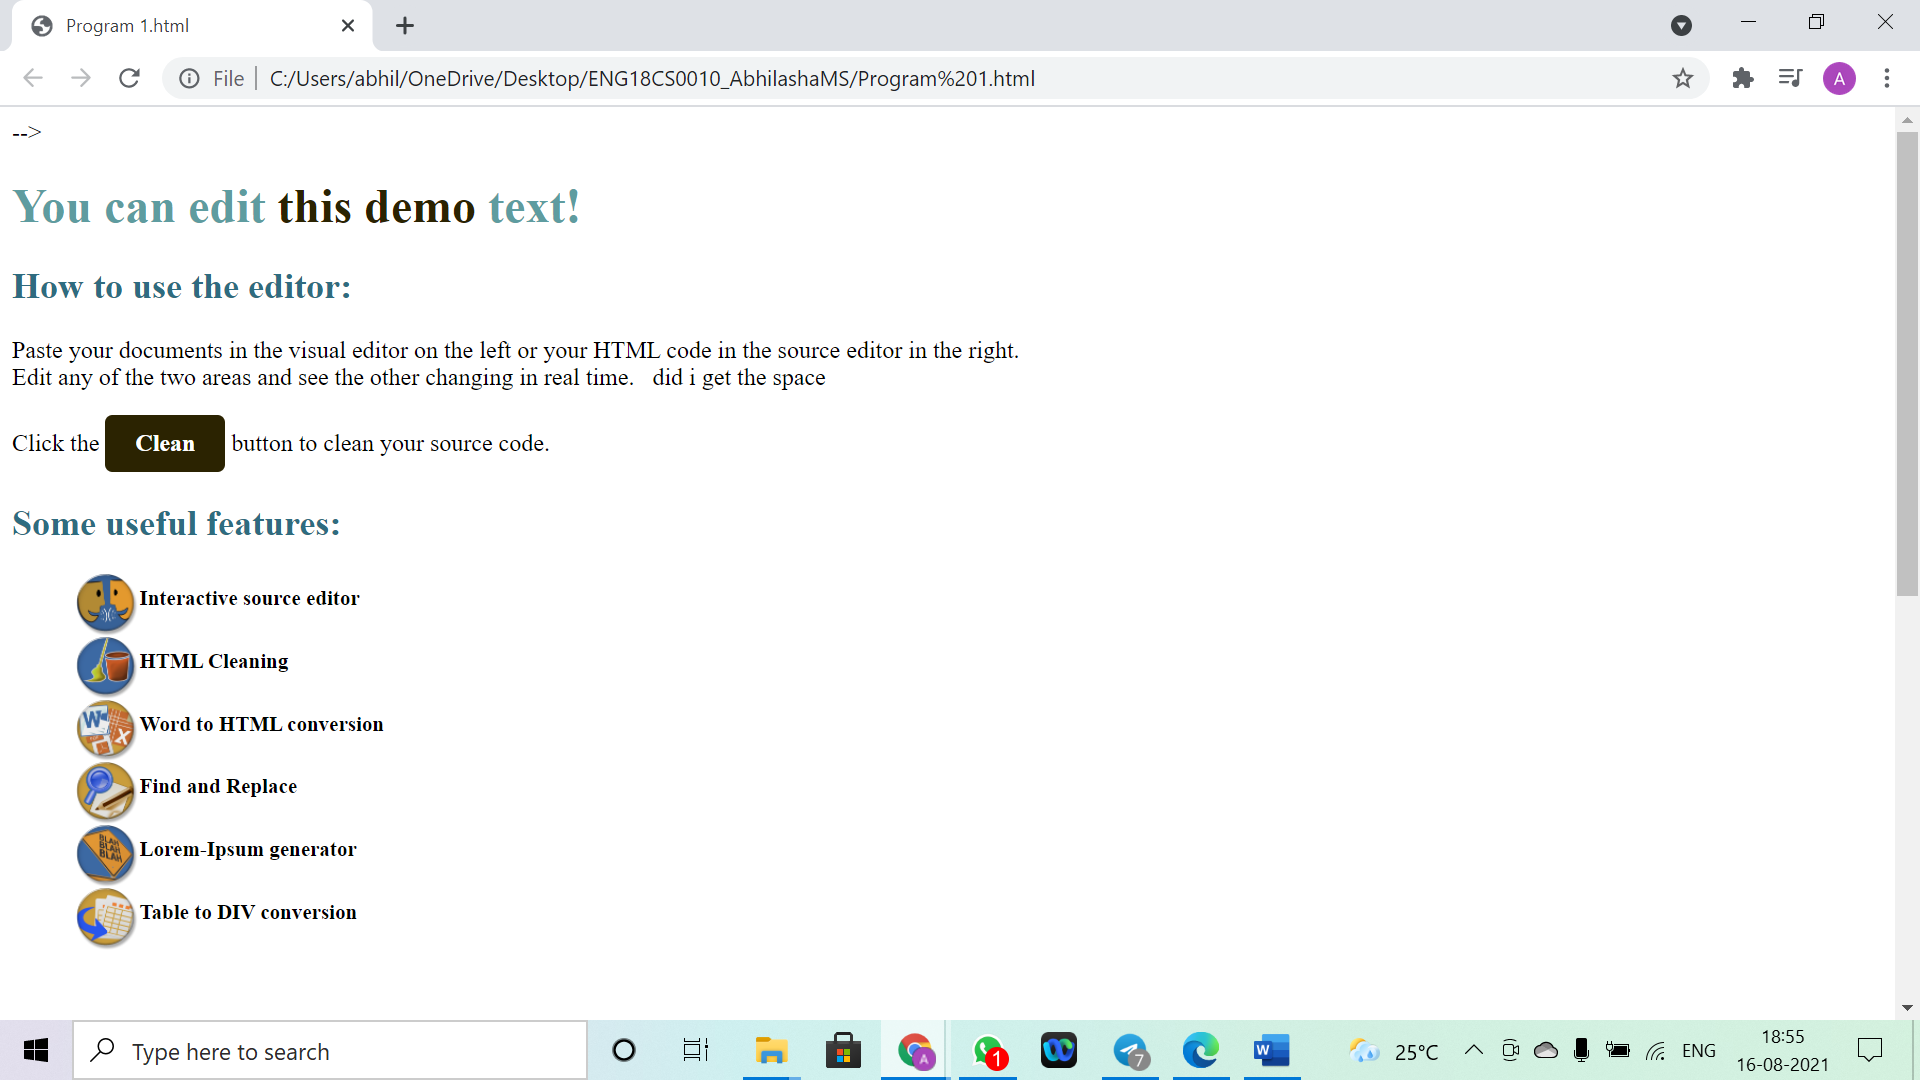 Program 1.html
File
C:/Users/abhil/OneDrive/Desktop/ENG18CS0010_AbhilashaMS/Program%201.html
A
-->
You can edit this demo text!
How to use the editor:
Paste your documents in the visual editor on the left or your HTML code in the source editor in the right.
Edit any of the two areas and see the other changing in real time.   did i get the space
Click the Clean button to clean your source code.
Some useful features:
Interactive source editor
HTML Cleaning
W X Word to HTML conversion
Find and Replace
BLAH BLAH BLAH Lorem-Ipsum generator
Table to DIV conversion
Type here to search
A
1
7
W
25°C
ENG
18:55
16-08-2021